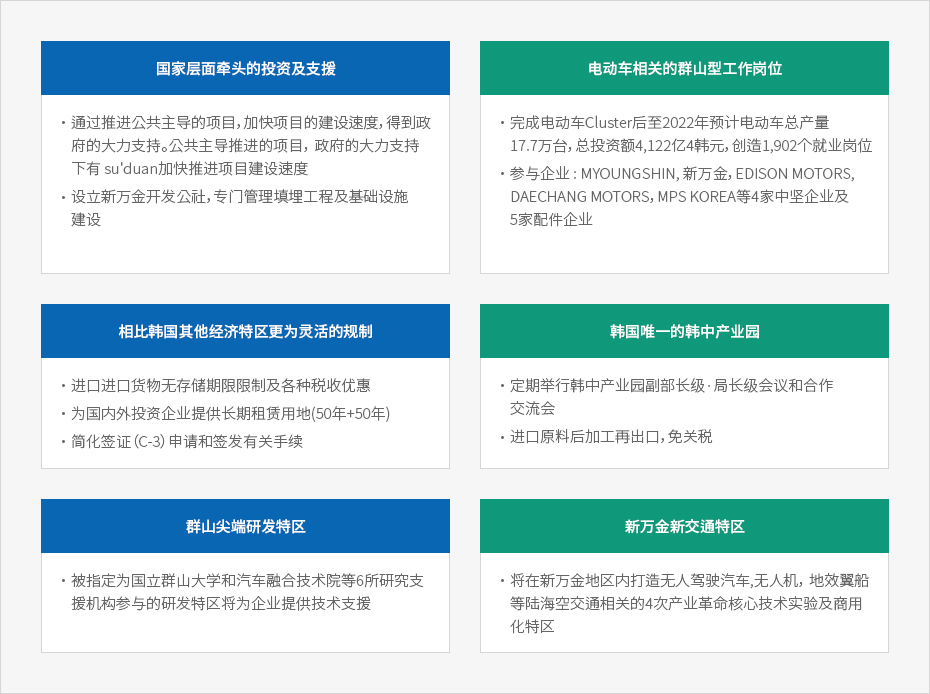 国家层面牵头的投资及支援
· 通过推进公共主导的项目，加快项目的建设速度，得到政
府的大力支持。公共主导推进的项目， 政府的大力支持
下有 su'duan加快推进项目建设速度
· 设立新万金开发公社，专门管理填埋工程及基础设施
建设
电动车相关的群山型工作岗位
· 完成电动车Cluster后至2022年预计电动车总产量
17.7万台，总投资额4,122亿4韩元，创造1,902个就业岗位
· 参与企业 : MYOUNGSHIN, 新万金，EDISON MOTORS,
DAECHANG MOTORS，MPS KOREA等4家中坚企业及
5家配件企业
相比韩国其他经济特区更为灵活的规制
· 进口进口货物无存储期限限制及各种税收优惠
· 为国内外投资企业提供长期租赁用地(50年+50年)
· 简化签证（C-3）申请和签发有关手续
韩国唯一的韩中产业园
· 定期举行韩中产业园副部长级·局长级会议和合作
交流会
· 进口原料后加工再出口，免关税
群山尖端研发特区
· 被指定为国立群山大学和汽车融合技术院等6所研究支
援机构参与的研发特区将为企业提供技术支援
新万金新交通特区
· 将在新万金地区内打造无人驾驶汽车,无人机， 地效翼船
等陆海空交通相关的4次产业革命核心技术实验及商用
化特区